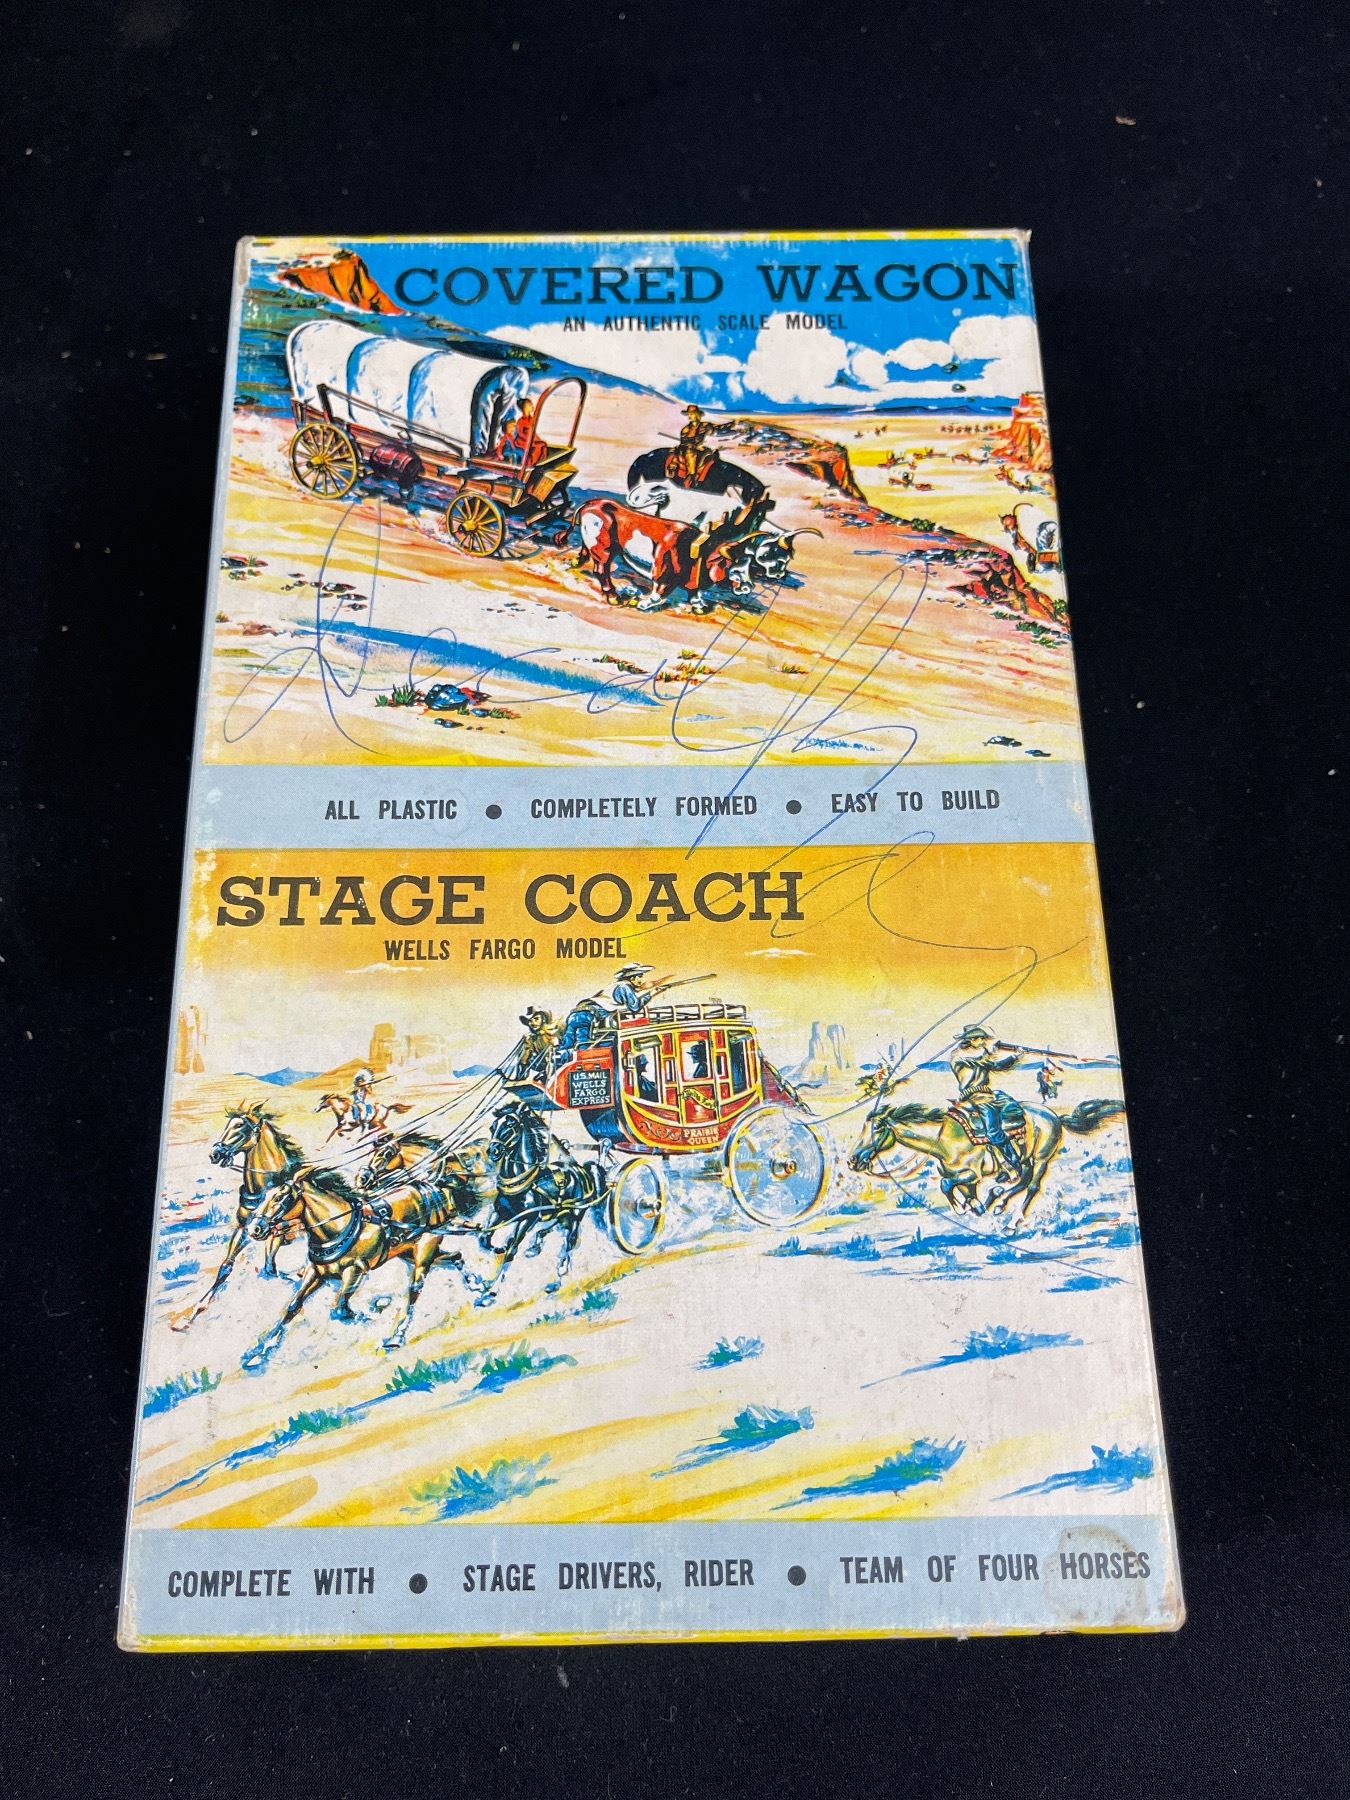 COVERED WAGON
AN AUTHENTIC SCALE MODEL
ALL PLASTIC ● COMPLETELY FORMED ● EASY TO BUILD
STAGE COACH
WELLS FARGO MODEL
U.S. MAIL
WELLS
FARGO
EXPRESS
PRAIRIE
QUEEN
COMPLETE WITH ● STAGE DRIVERS, RIDER ● TEAM OF FOUR HORSES